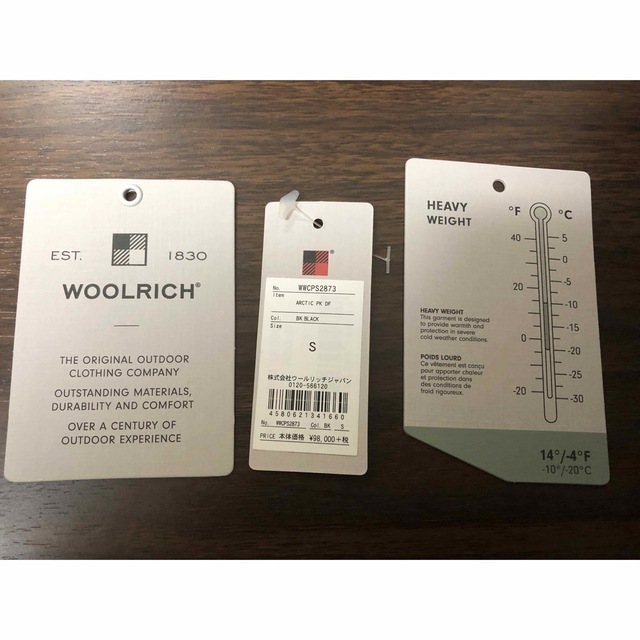 EST. 1830
WOOLRICH®
THE ORIGINAL OUTDOOR
CLOTHING COMPANY
OUTSTANDING MATERIALS,
DURABILITY AND COMFORT
OVER A CENTURY OF
OUTDOOR EXPERIENCE
No. WWCPS2873
Item
ARCTIC PK DF
Col. BK BLACK
Size
S
株式会社ウールリッチジャパン
0120-566120
4580621341660
No. WWCPS2873 Col. BK S
PRICE 本体価格 ¥98,000+税
HEAVY
WEIGHT
°F °C
40 5
0
20 -5
-10
0 -15
-20
-25
-20 -30
HEAVY WEIGHT
This garment is designed
to provide warmth and
protection in severe
cold weather conditions.
POIDS LOURD
Ce vêtement est conçu
pour apporter chaleur
et protection dans
des conditions de
froid rigoureux.
14°/-4°F
-10°/-20°C